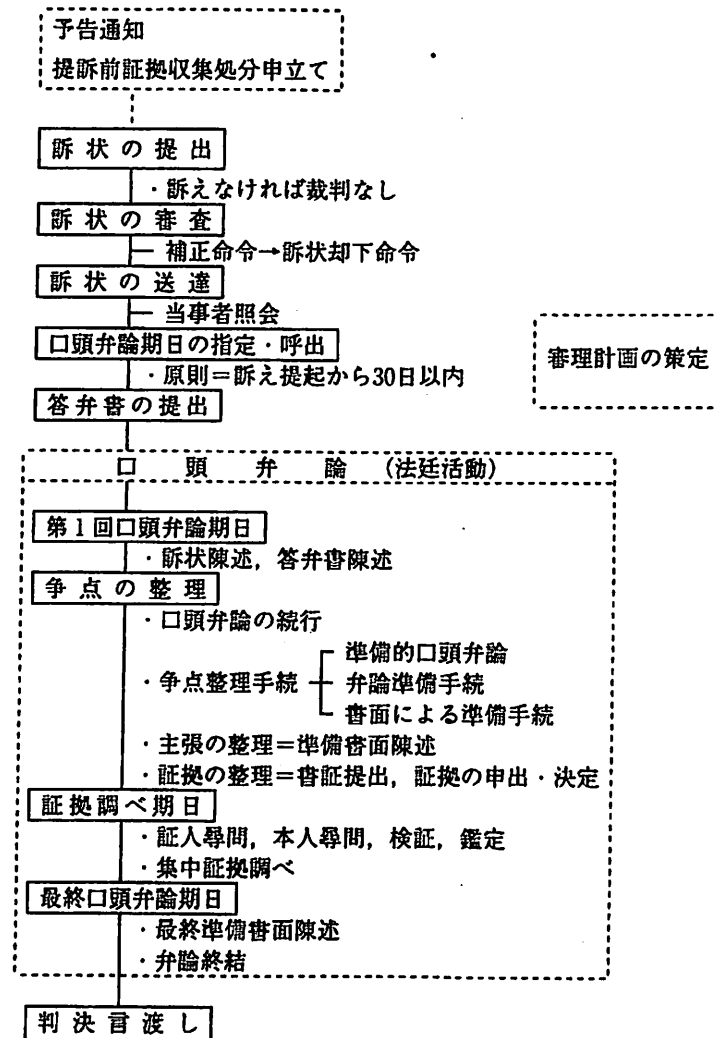 予告通知
提訴前証拠収集処分申立て
訴状の提出
・訴えなければ裁判なし
訴状の審査
補正命令→訴状却下命令
訴状の送達
当事者照会
口頭弁論期日の指定・呼出
・原則＝訴え提起から30日以内
審理計画の策定
答弁書の提出
口頭弁論（法廷活動）
第1回口頭弁論期日
・訴状陳述，答弁書陳述
争点の整理
・口頭弁論の続行
準備的口頭弁論
・争点整理手続
弁論準備手続
書面による準備手続
・主張の整理＝準備書面陳述
・証拠の整理＝書証提出，証拠の申出・決定
証拠調べ期日
・証人尋問，本人尋問，検証，鑑定
・集中証拠調べ
最終口頭弁論期日
・最終準備書面陳述
・弁論終結
判決言渡し